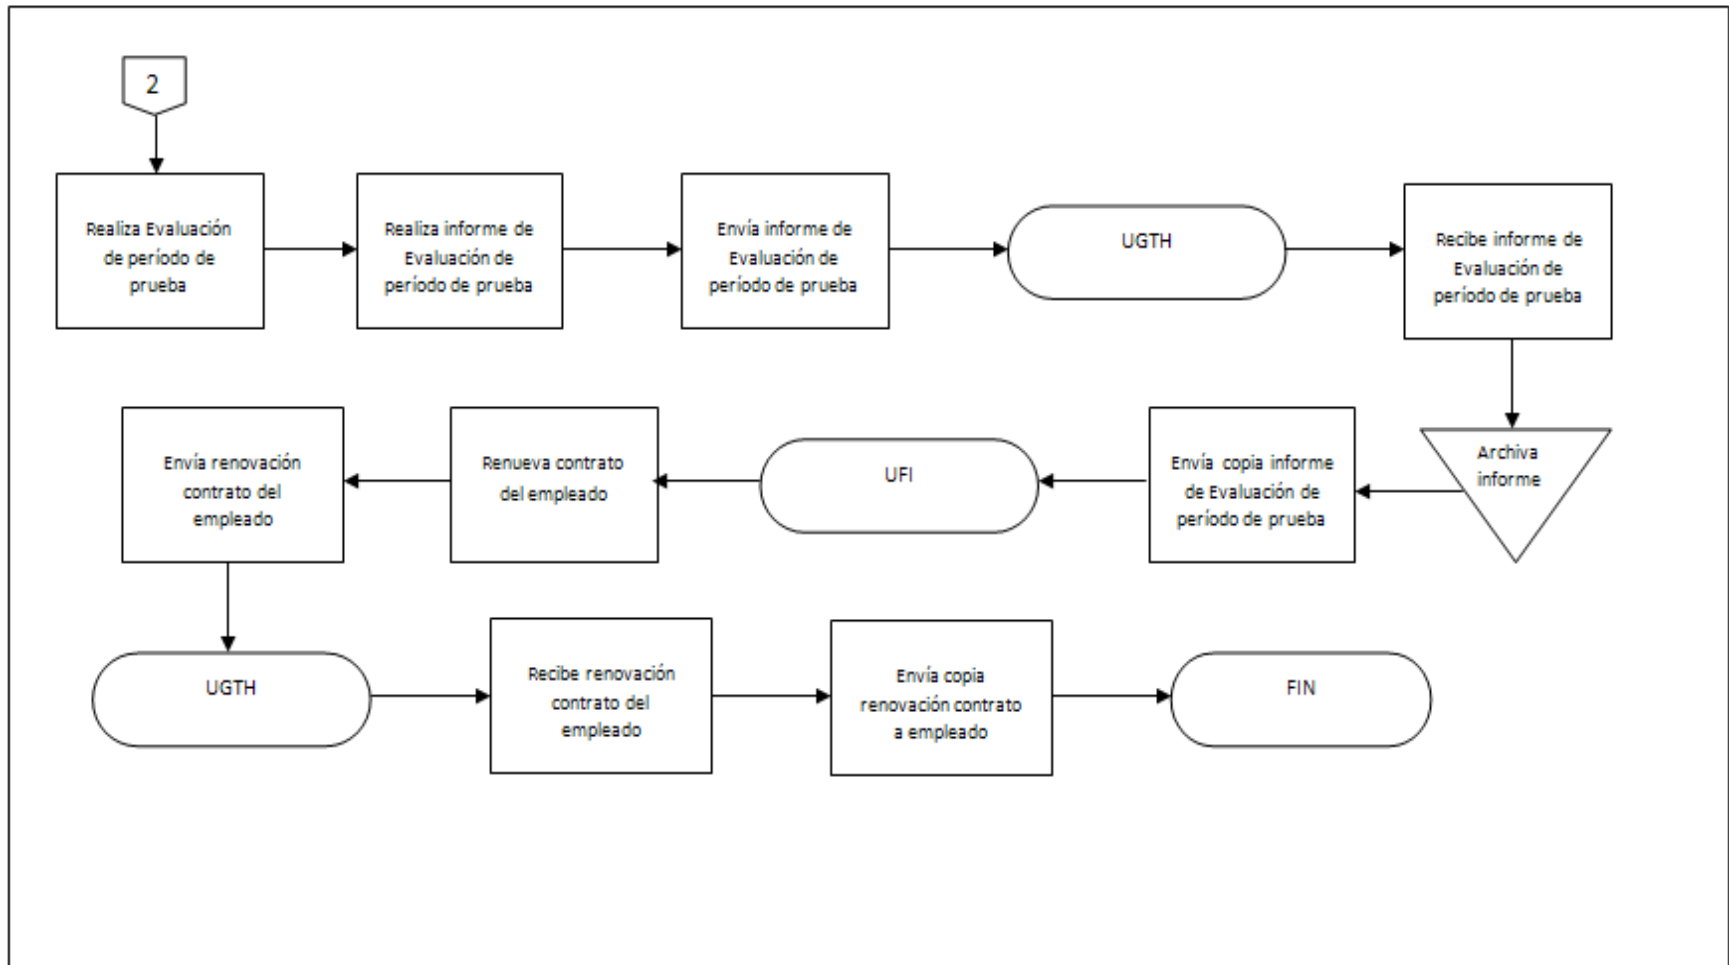 2
Realiza Evaluación
de período de
prueba
Realiza informe de
Evaluación de
período de prueba
Envía informe de
Evaluación de
período de prueba
UGTH
Recibe informe de
Evaluación de
período de prueba
Archiva
informe
Envía copia informe
de Evaluación de
período de prueba
UFI
Renueva contrato
del empleado
Envía renovación
contrato del
empleado
UGTH
Recibe renovación
contrato del
empleado
Envía copia
renovación contrato
a empleado
FIN